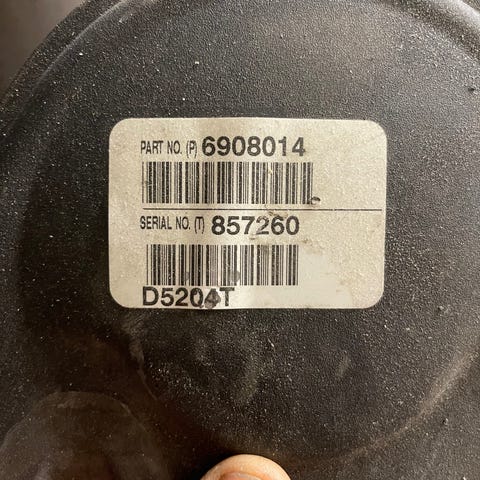 PART NO. (P) 6908014
SERIAL NO. (T) 857260
D5204T